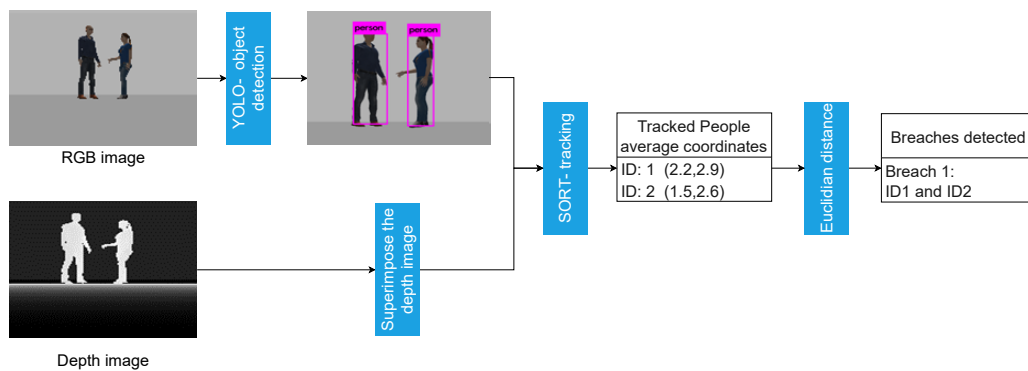 person
person
YOLO- object
detection
RGB image
Superimpose the
depth image
Depth image
SORT- tracking
Tracked People
average coordinates
ID: 1 (2.2,2.9)
ID: 2 (1.5,2.6)
Euclidian distance
Breaches detected
Breach 1:
ID1 and ID2